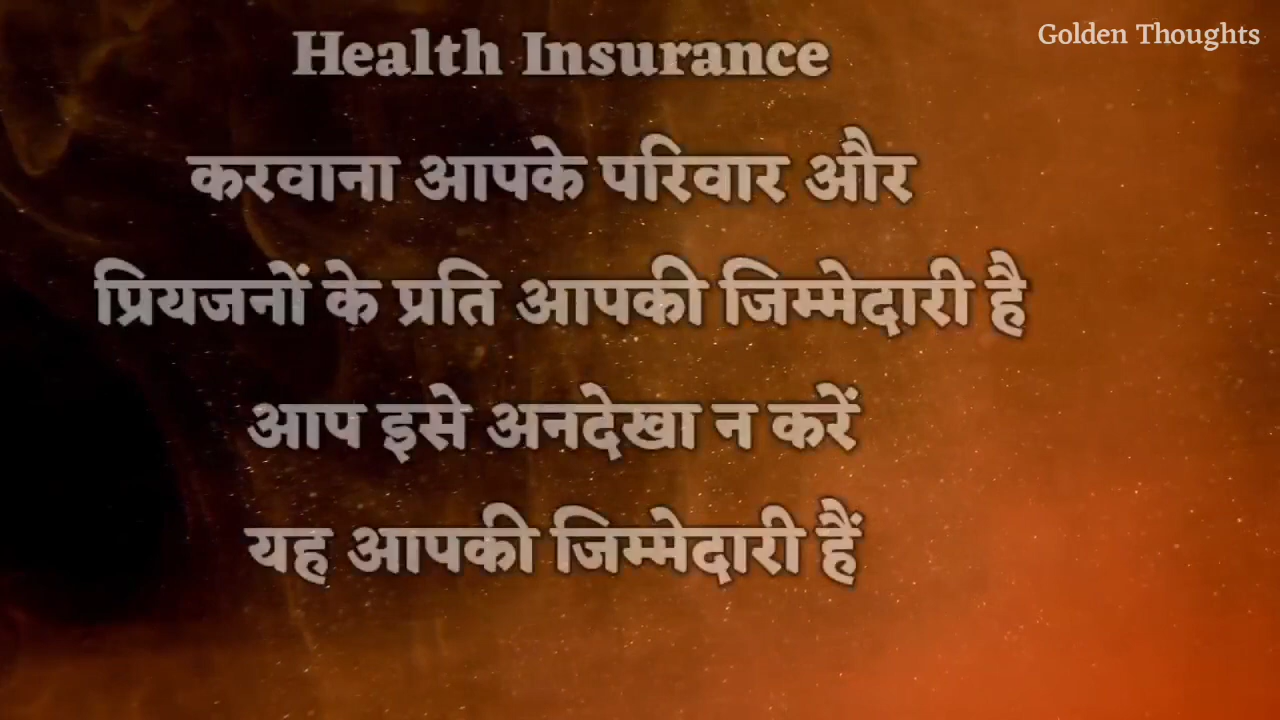 Golden Thoughts
Health Insurance
करवाना आपके परिवार और
प्रियजनों के प्रति आपकी जिम्मेदारी है
आप इसे अनदेखा न करें
यह आपकी जिम्मेदारी हैं